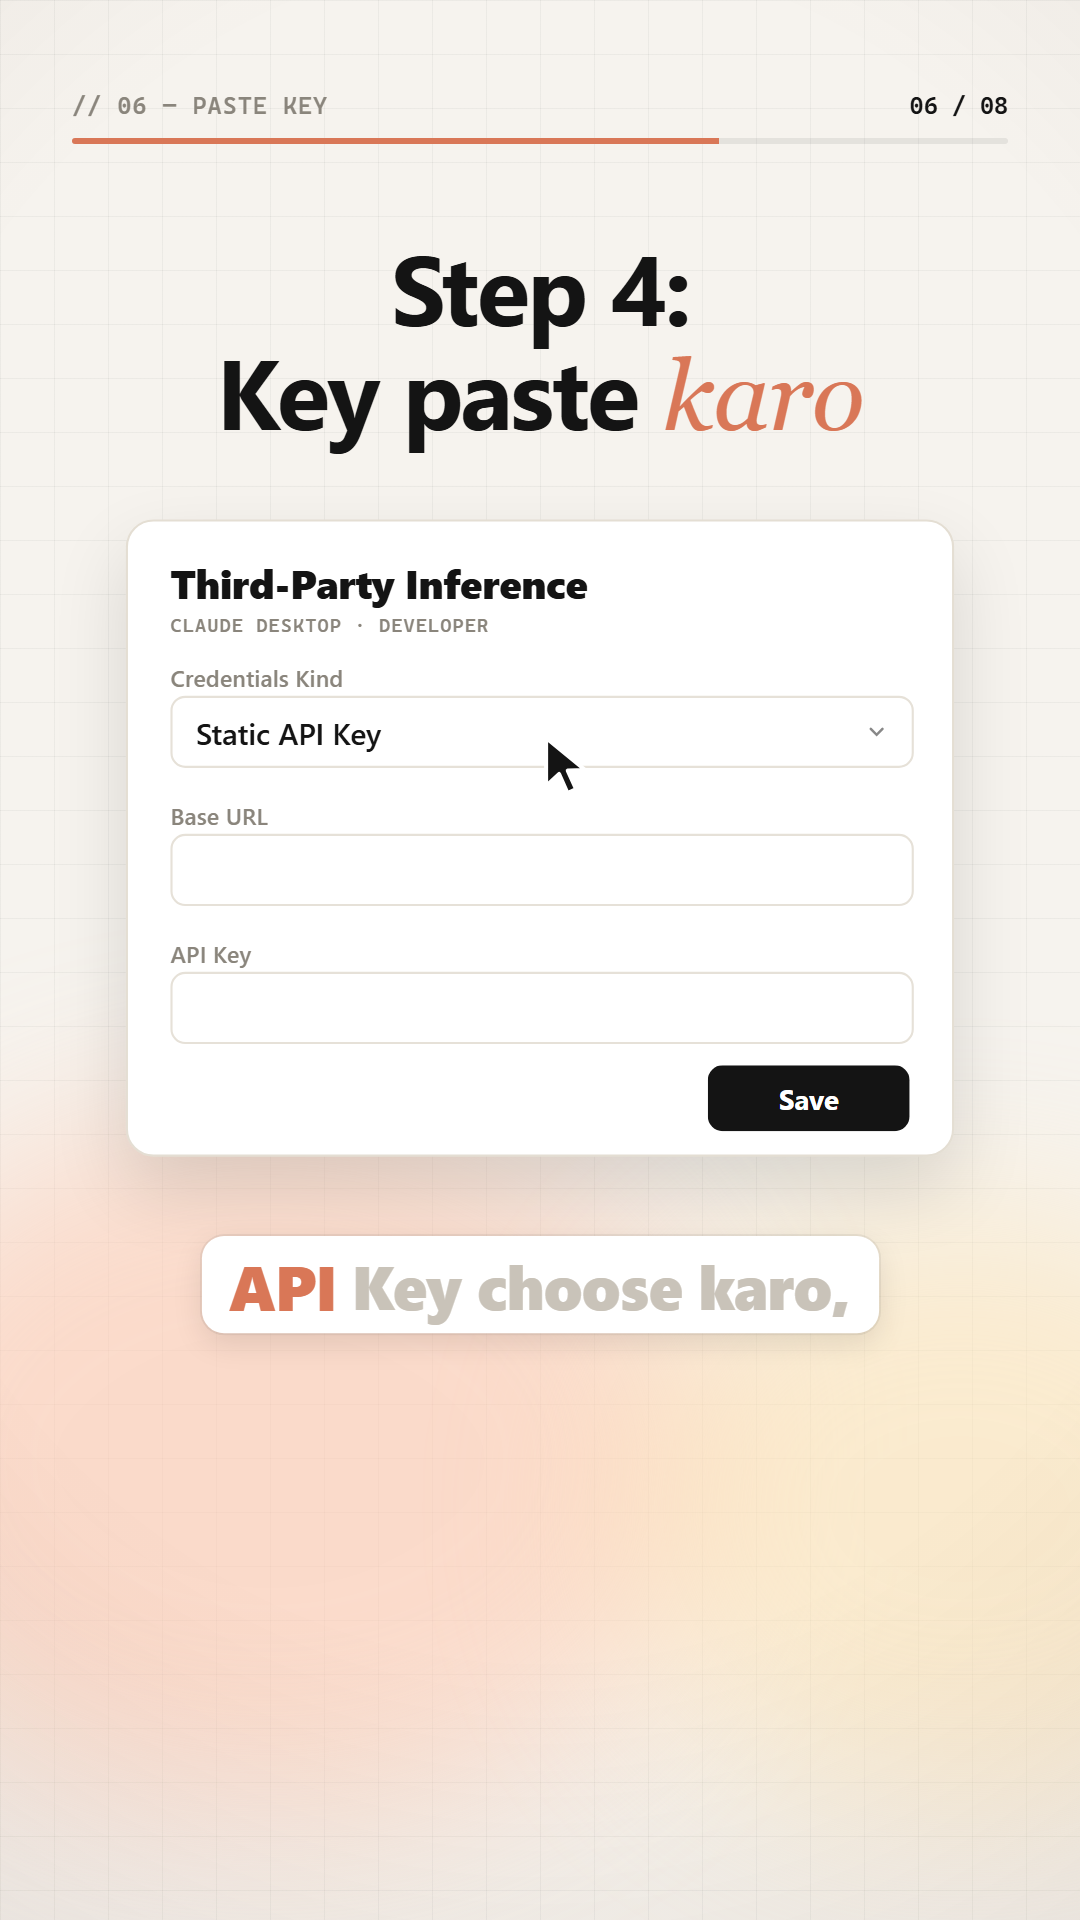 // 06 — PASTE KEY
06 / 08
Step 4:
Key paste karo
Third-Party Inference
CLAUDE DESKTOP · DEVELOPER
Credentials Kind
Static API Key
Base URL
API Key
Save
API Key choose karo,